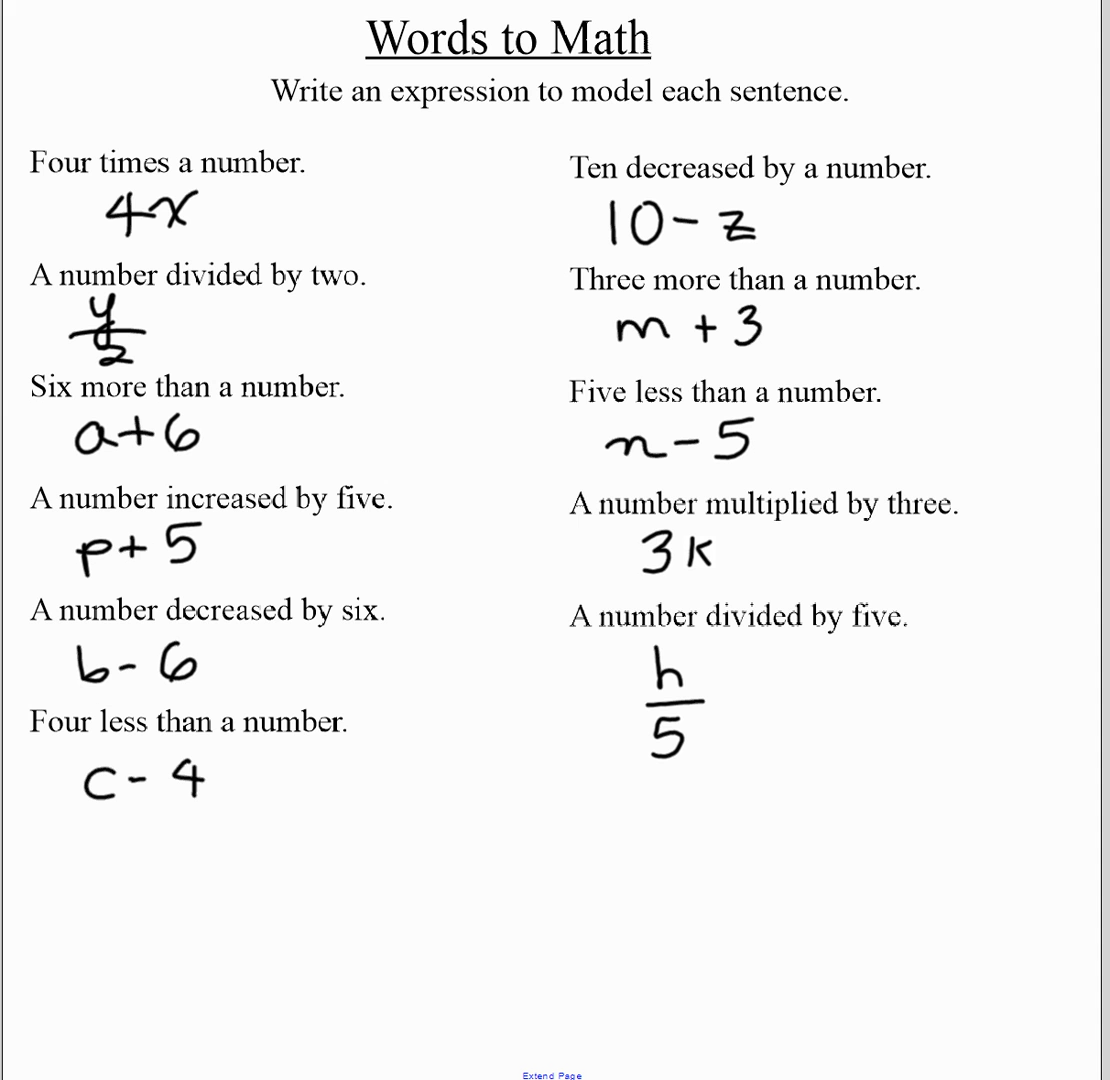 Words to Math
Write an expression to model each sentence.
Four times a number.
4x
A number divided by two.
y
2
Six more than a number.
a+6
A number increased by five.
p+5
A number decreased by six.
b-6
Four less than a number.
c-4
Ten decreased by a number.
10-z
Three more than a number.
m+3
Five less than a number.
n-5
A number multiplied by three.
3k
A number divided by five.
h
5
Extend Page